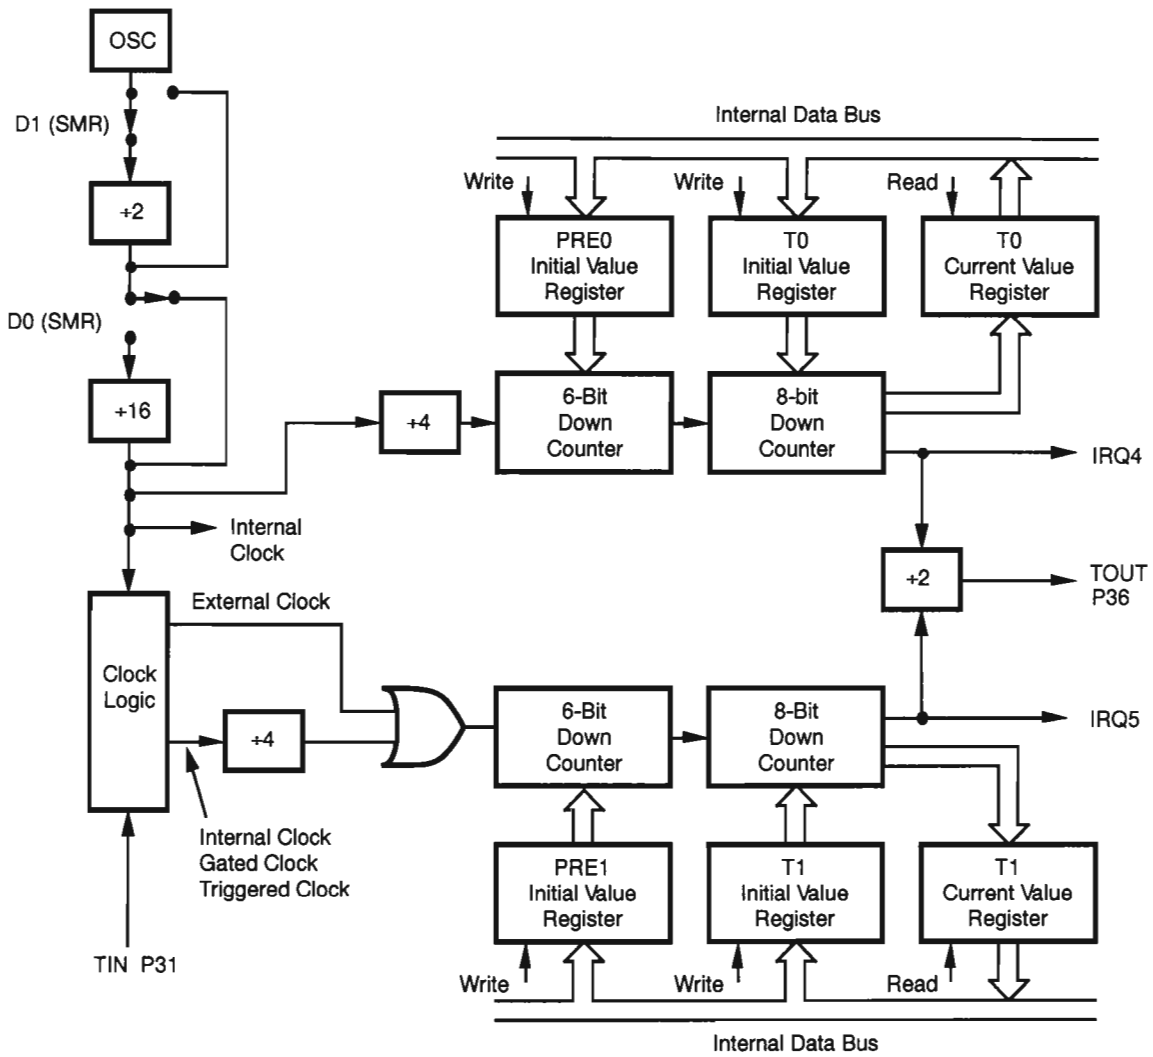 OSC
D1 (SMR)
÷2
D0 (SMR)
÷16
Internal
Clock
External Clock
Clock
Logic
÷4
Internal Clock
Gated Clock
Triggered Clock
TIN P31
Internal Data Bus
Write
Write
Read
PRE0
Initial Value
Register
T0
Initial Value
Register
T0
Current Value
Register
÷4
6-Bit
Down
Counter
8-bit
Down
Counter
IRQ4
÷2
TOUT
P36
6-Bit
Down
Counter
8-Bit
Down
Counter
IRQ5
PRE1
Initial Value
Register
T1
Initial Value
Register
T1
Current Value
Register
Write
Write
Read
Internal Data Bus